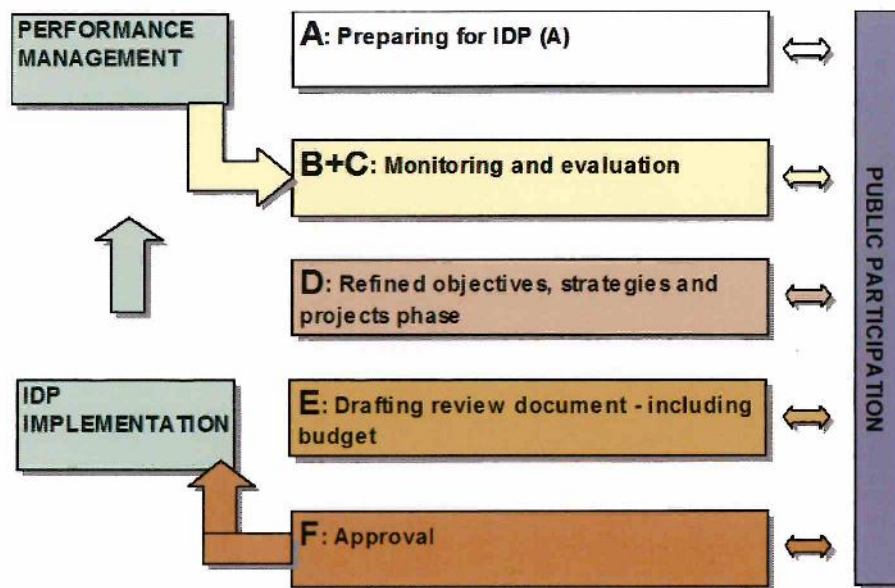 PERFORMANCE
MANAGEMENT
A: Preparing for IDP (A)
B+C: Monitoring and evaluation
D: Refined objectives, strategies and
projects phase
IDP
IMPLEMENTATION
E: Drafting review document - including
budget
F: Approval
PUBLIC PARTICIPATION